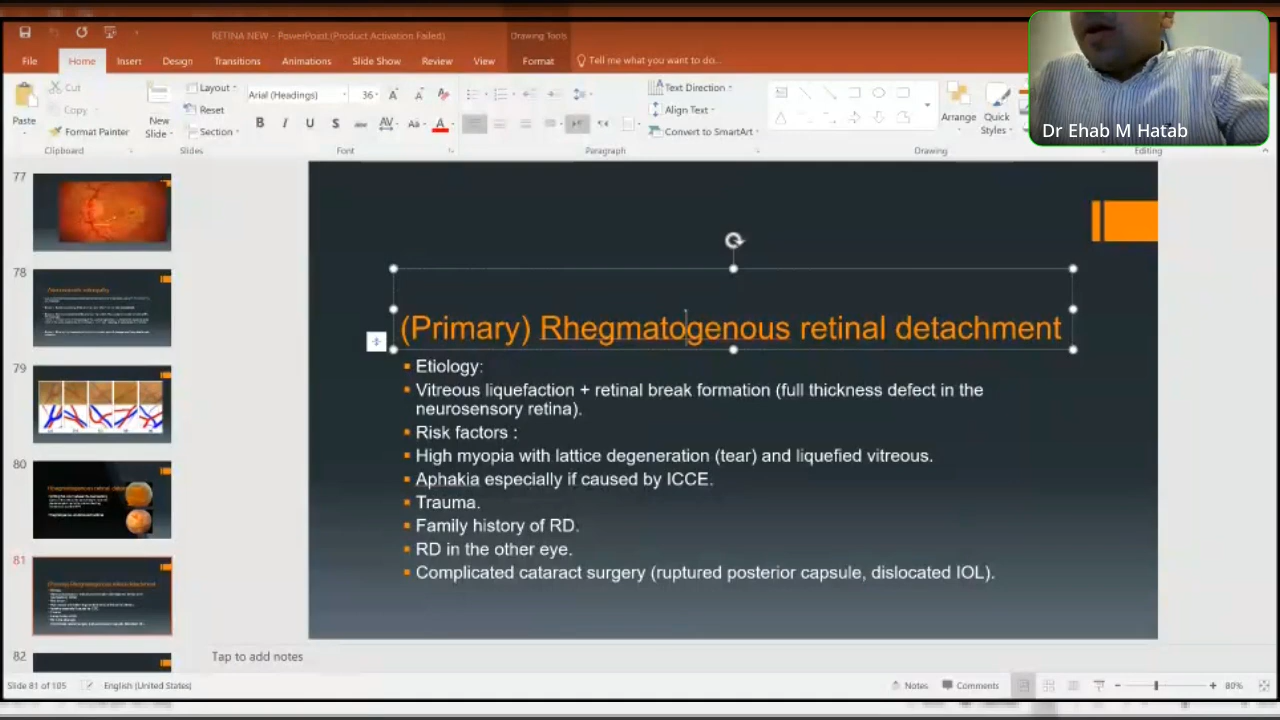 RETINA NEW - PowerPoint (Product Activation Failed)
Drawing Tools
File
Home
Insert
Design
Transitions
Animations
Slide Show
Review
View
Format
Tell me what you want to do...
Paste
Cut
Copy
Format Painter
Clipboard
New
Slide
Layout
Reset
Section
Slides
Arial (Headings)
36
Font
Text Direction
Align Text
Convert to SmartArt
Paragraph
Arrange
Quick
Styles
Drawing
Editing
Dr Ehab M Hatab
77
78
79
80
81
82
(Primary) Rhegmatogenous retinal detachment
Etiology:
Vitreous liquefaction + retinal break formation (full thickness defect in the
neurosensory retina).
Risk factors :
High myopia with lattice degeneration (tear) and liquefied vitreous.
Aphakia especially if caused by ICCE.
Trauma.
Family history of RD.
RD in the other eye.
Complicated cataract surgery (ruptured posterior capsule, dislocated IOL).
Tap to add notes
Slide 81 of 105
English (United States)
Notes
Comments
80%